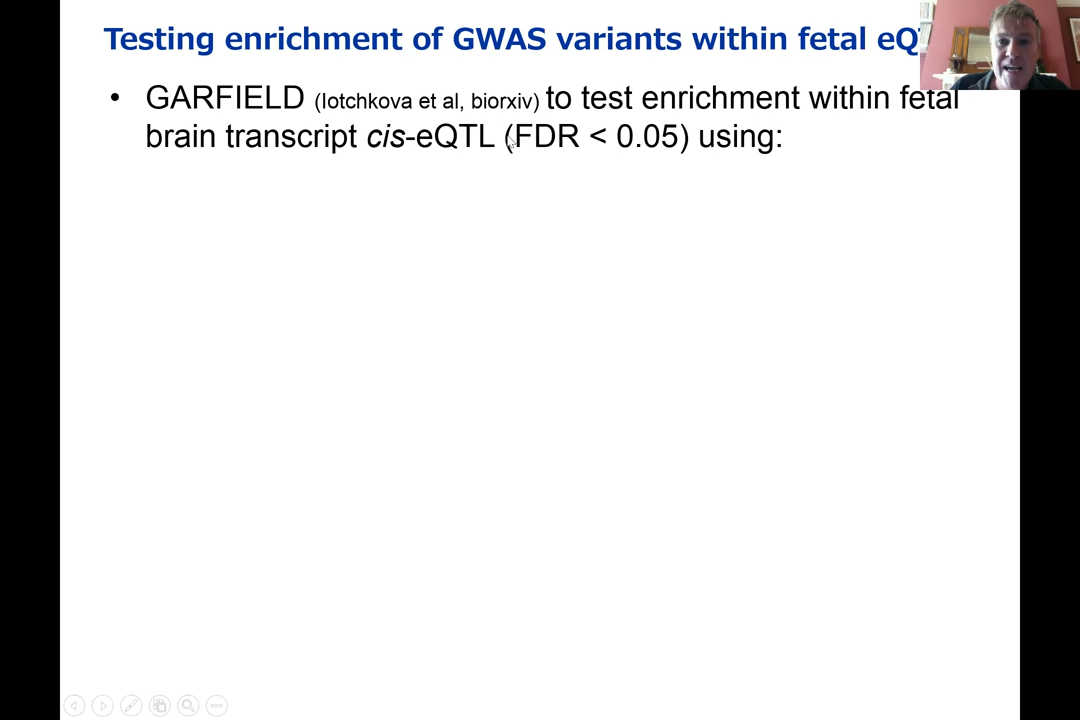 Testing enrichment of GWAS variants within fetal
• GARFIELD (Iotchkova et al, biorxiv) to test enrichment within fetal
brain transcript cis-eQTL (FDR < 0.05) using: